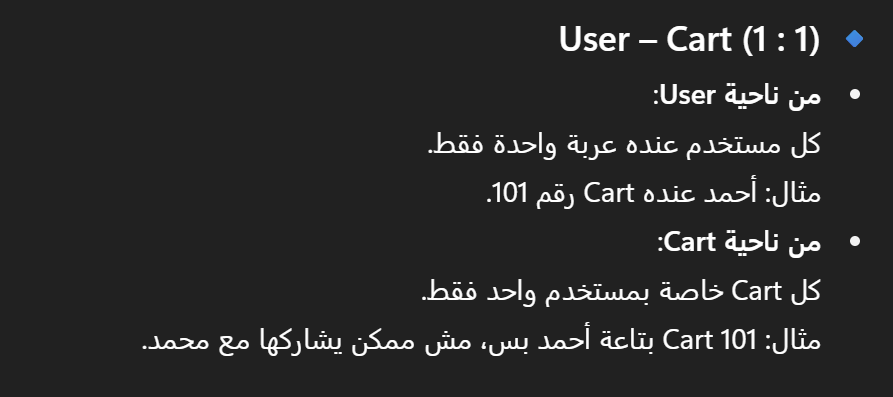 🔹 User – Cart (1 : 1)
• من ناحية User:
كل مستخدم عنده عربة واحدة فقط.
مثال: أحمد عنده Cart رقم 101.
• من ناحية Cart:
كل Cart خاصة بمستخدم واحد فقط.
مثال: Cart 101 بتاعة أحمد بس، مش ممكن يشاركها مع محمد.